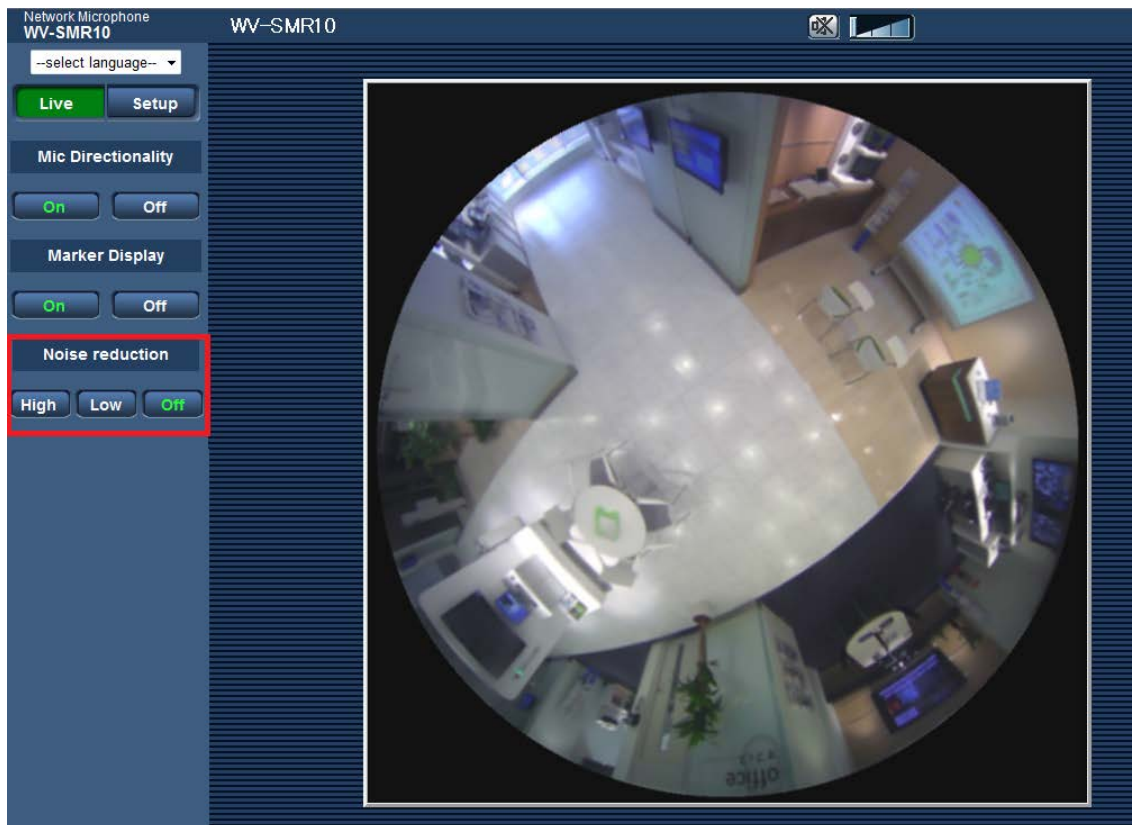 Network Microphone
WV-SMR10
WV-SMR10
--select language--
Live Setup
Mic Directionality
On Off
Marker Display
On Off
Noise reduction
High Low Off
office